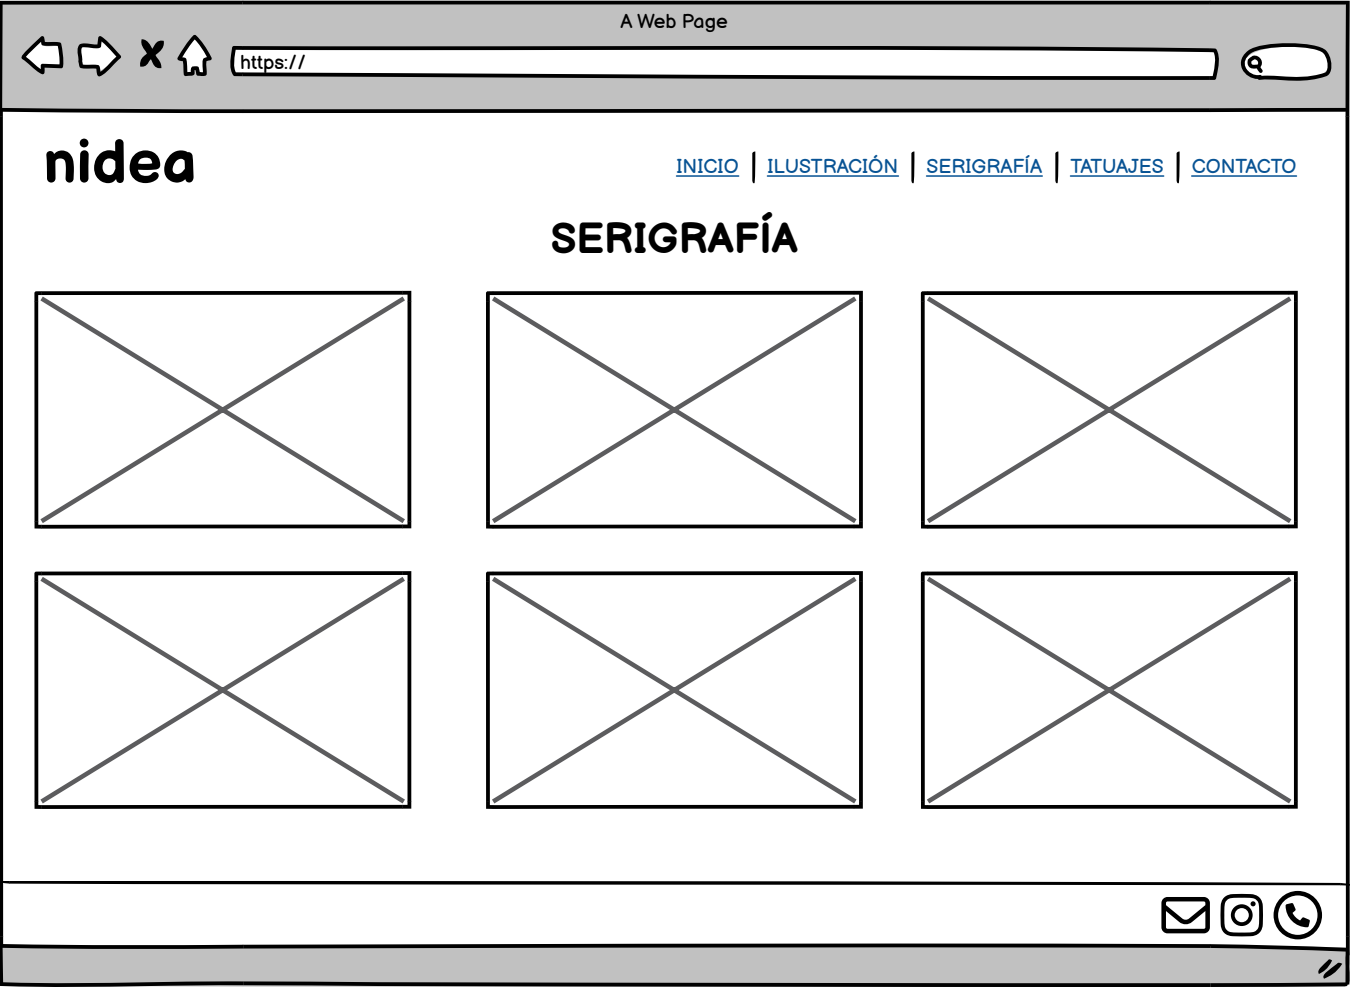 A Web Page
https://
nidea
INICIO | ILUSTRACIÓN | SERIGRAFÍA | TATUAJES | CONTACTO
SERIGRAFÍA